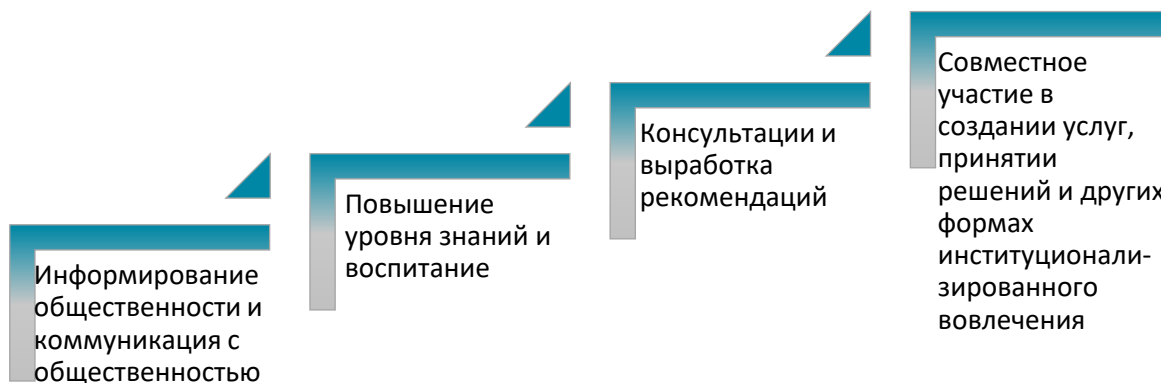 Информирование
общественности и
коммуникация с
общественностью
Повышение
уровня знаний и
воспитание
Консультации и
выработка
рекомендаций
Совместное
участие в
создании услуг,
принятии
решений и других
формах
институционали-
зированного
вовлечения